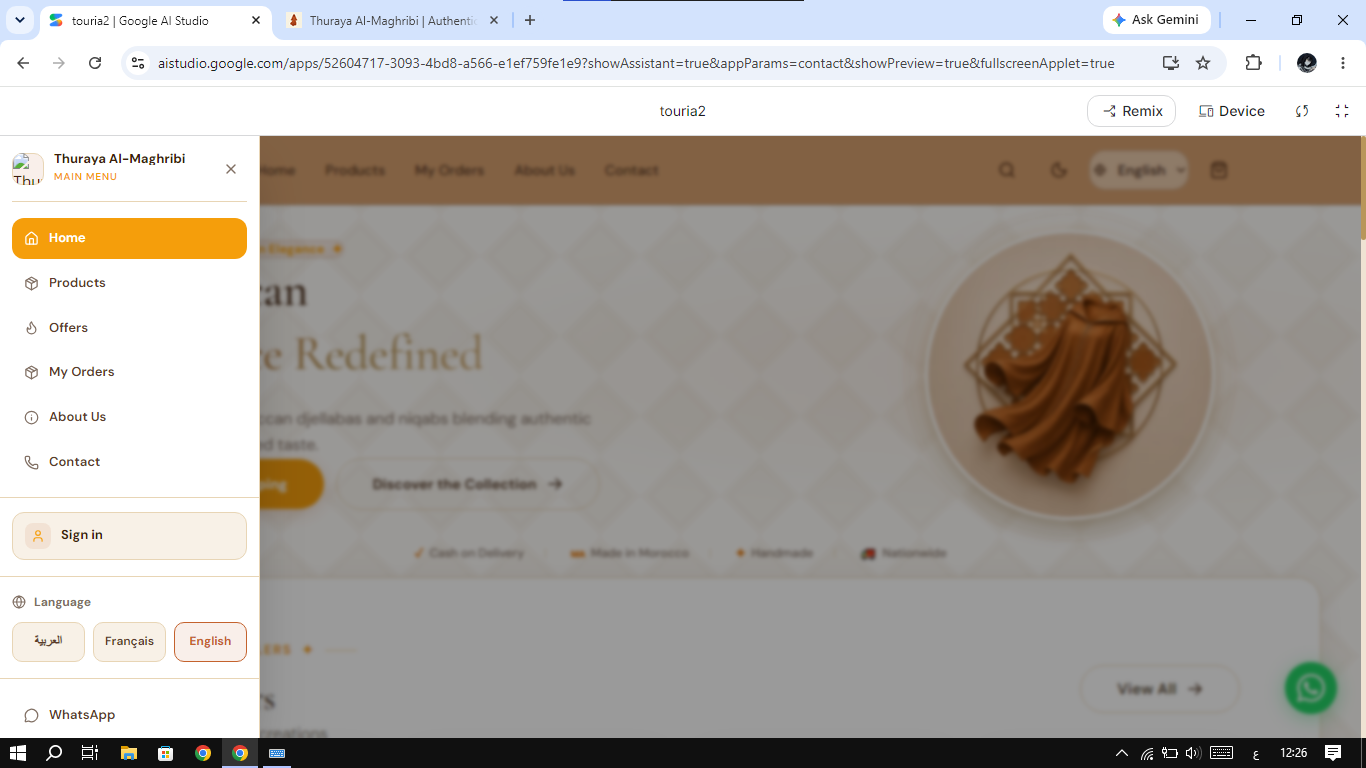 touria2 | Google AI Studio
Thuraya Al-Maghribi | Authentic
Ask Gemini
aistudio.google.com/apps/52604717-3093-4bd8-a566-e1ef759fe1e9?showAssistant=true&appParams=contact&showPreview=true&fullscreenApplet=true
touria2
Remix
Device
Thuraya Al-Maghribi
MAIN MENU
Home
Products
My Orders
About Us
Contact
English
Home
Products
Offers
My Orders
About Us
Contact
Sign in
Language
العربية
Français
English
WhatsApp
Elegance
Redefined
djellabas and niqabs blending authentic
taste.
Discover the Collection
Cash on Delivery
Made in Morocco
Handmade
Nationwide
View All
creations
ع
12:26